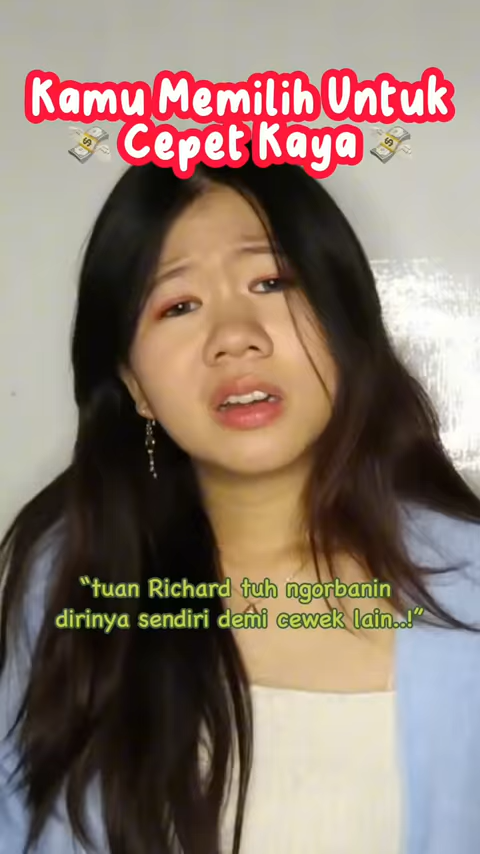 Kamu Memilih Untuk
💸 Cepet Kaya 💸
“tuan Richard tuh ngorbanin
dirinya sendiri demi cewek lain..!”